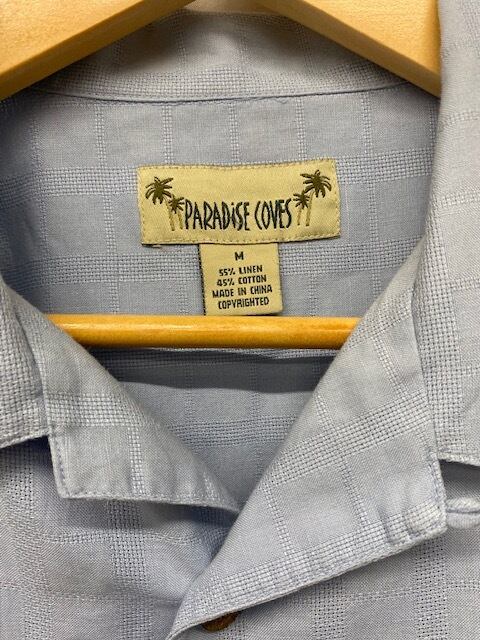 PARADiSE COVES
M
55% LINEN
45% COTTON
MADE IN CHINA
COPYRIGHTED